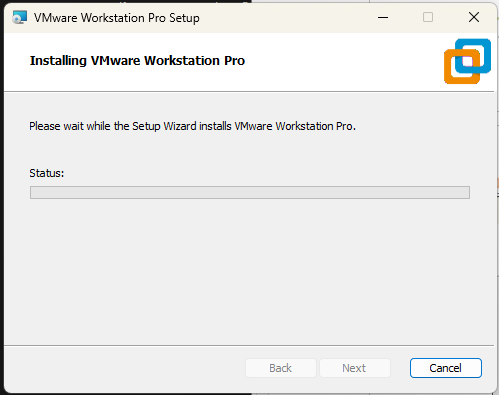 VMware Workstation Pro Setup
Installing VMware Workstation Pro
Please wait while the Setup Wizard installs VMware Workstation Pro.
Status:
Back
Next
Cancel